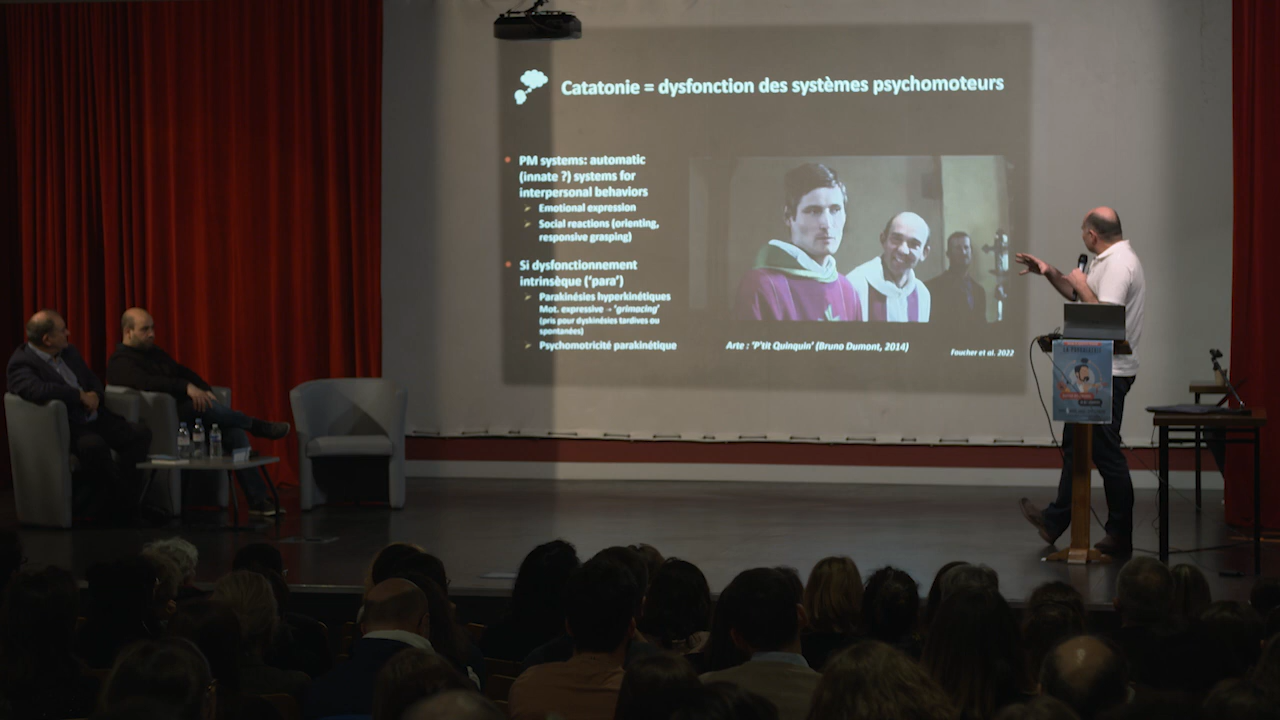 Catatonie = dysfonction des systèmes psychomoteurs
PM systems: automatic
(innate ?) systems for
interpersonal behaviors
Emotional expression
Social reactions (orienting,
responsive grasping)
Si dysfonctionnement
intrinsèque ('para')
Parakinésies hyperkinétiques
Mot. expressive - 'grimacing'
(pris pour dyskinésies tardives ou
spontanées)
Psychomotricité parakinétique
Arte : 'P'tit Quinquin' (Bruno Dumont, 2014)
Foucher et al. 2022